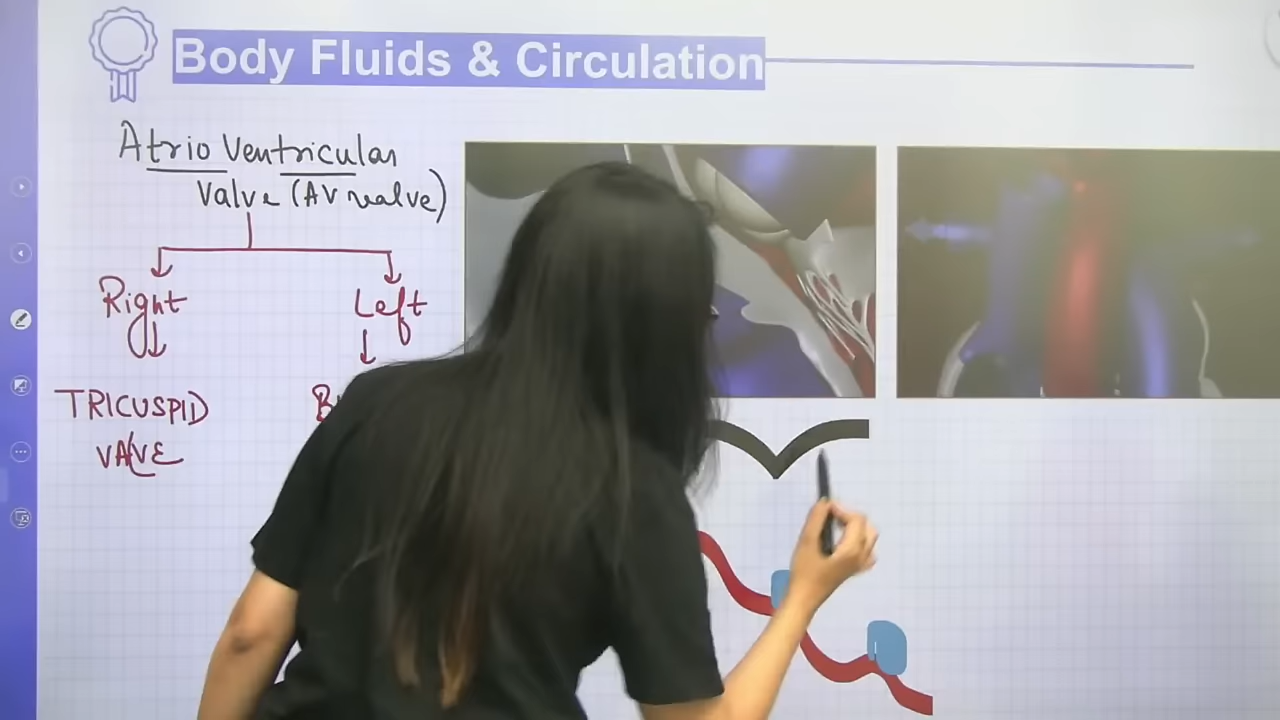 Body Fluids & Circulation
Atrio Ventricular
Valve (AV valve)
Right Left
TRICUSPID
VALVE